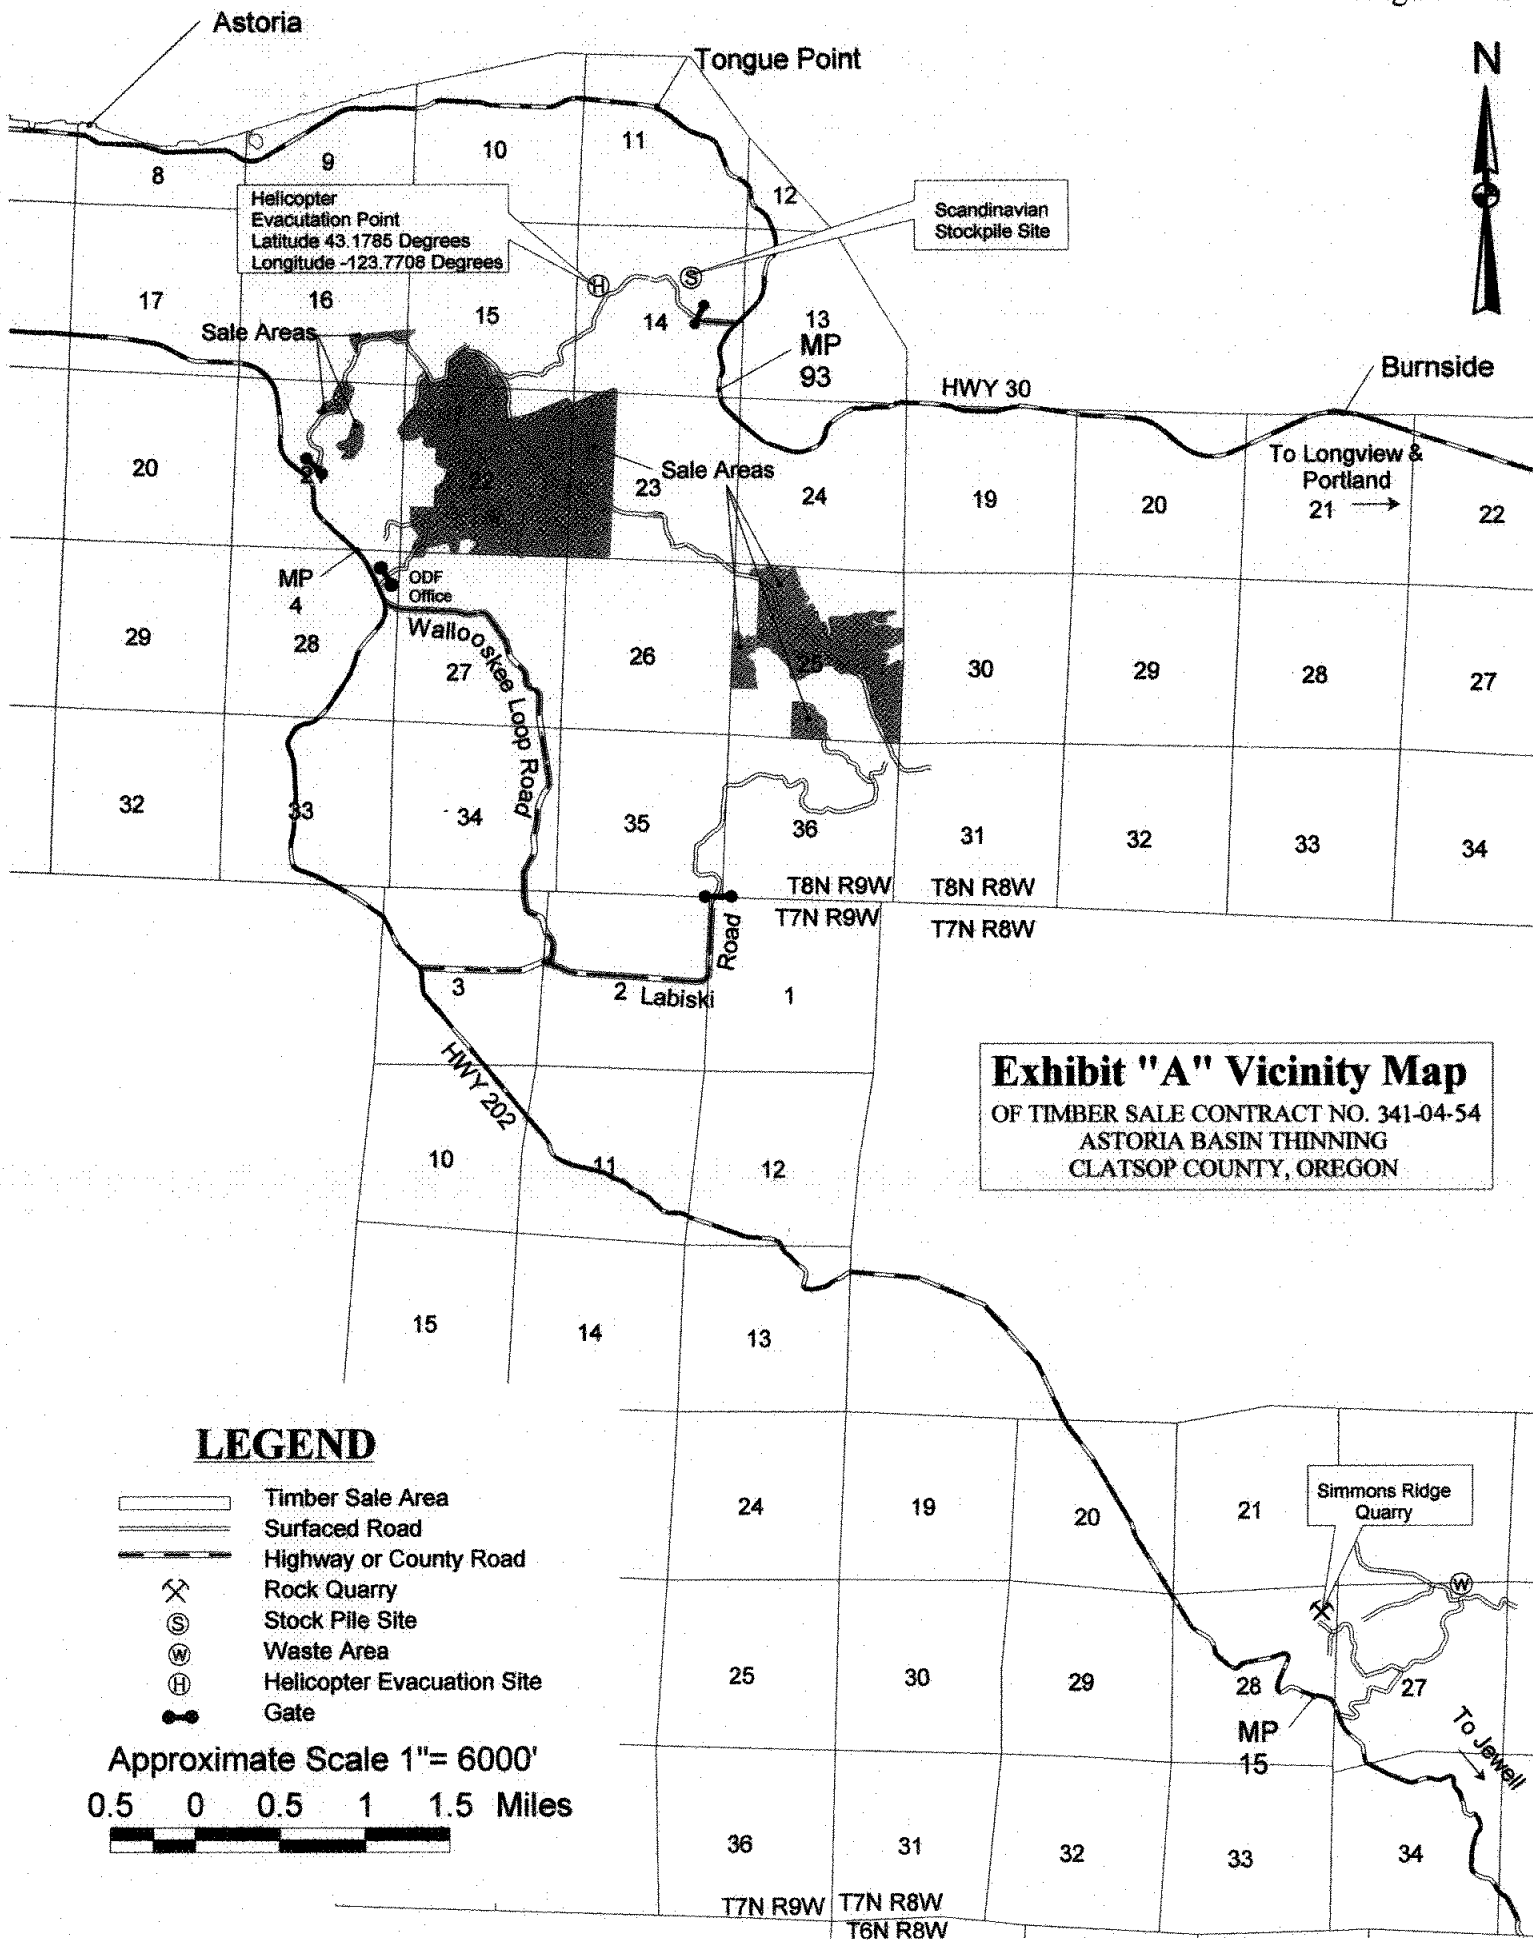 Astoria
Tongue Point
N
8
9
10
11
12
Helicopter
Evacutation Point
Latitude 43.1785 Degrees
Longitude -123.7708 Degrees
Scandinavian
Stockpile Site
H
S
17
16
15
14
13
Sale Areas
MP
93
HWY 30
Burnside
To Longview &
Portland
20
22
Sale Areas
23
24
19
20
21
22
MP
4
ODF
Office
Wallooskee Loop Road
29
28
27
26
25
30
29
28
27
32
33
34
35
36
31
32
33
34
T8N R9W
T8N R8W
T7N R9W
T7N R8W
3
2
Labiski
Road
1
HWY 202
Exhibit "A" Vicinity Map
OF TIMBER SALE CONTRACT NO. 341-04-54
ASTORIA BASIN THINNING
CLATSOP COUNTY, OREGON
10
11
12
15
14
13
24
19
20
21
Simmons Ridge
Quarry
W
25
30
29
28
27
MP
15
To Jewell
36
31
32
33
34
T7N R9W
T7N R8W
T6N R8W
LEGEND
Timber Sale Area
Surfaced Road
Highway or County Road
Rock Quarry
S Stock Pile Site
W Waste Area
H Helicopter Evacuation Site
Gate
Approximate Scale 1"= 6000'
0.5 0 0.5 1 1.5 Miles